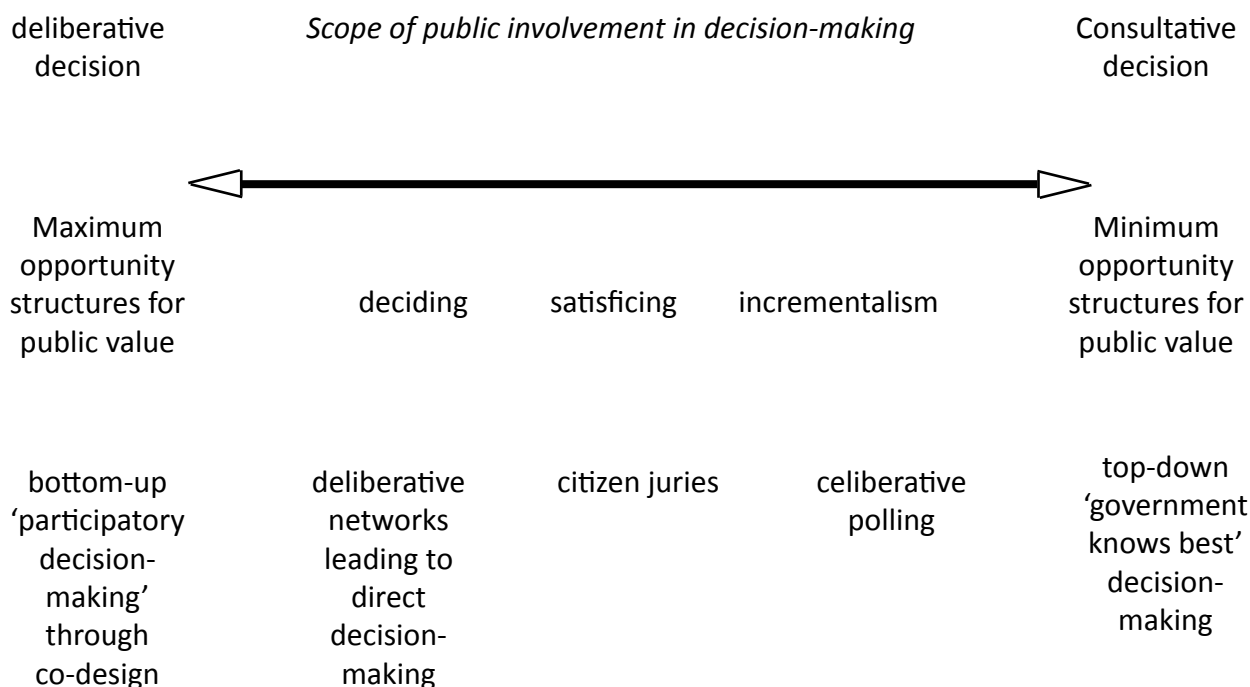 deliberative
decision
Scope of public involvement in decision-making
Consultative
decision
Maximum
opportunity
structures for
public value
deciding
satisficing
incrementalism
Minimum
opportunity
structures for
public value
bottom-up
‘participatory
decision-
making’
through
co-design
deliberative
networks
leading to
direct
decision-
making
citizen juries
celiberative
polling
top-down
‘government
knows best’
decision-
making